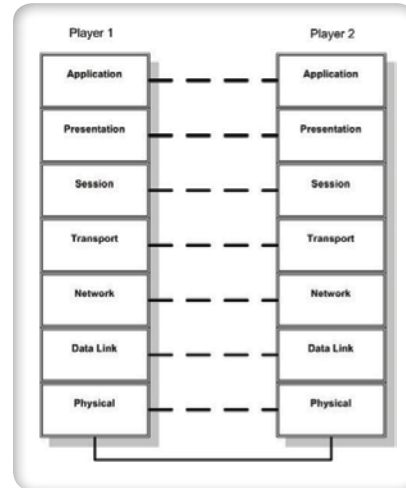 Player 1 Player 2
Application Application
Presentation Presentation
Session Session
Transport Transport
Network Network
Data Link Data Link
Physical Physical